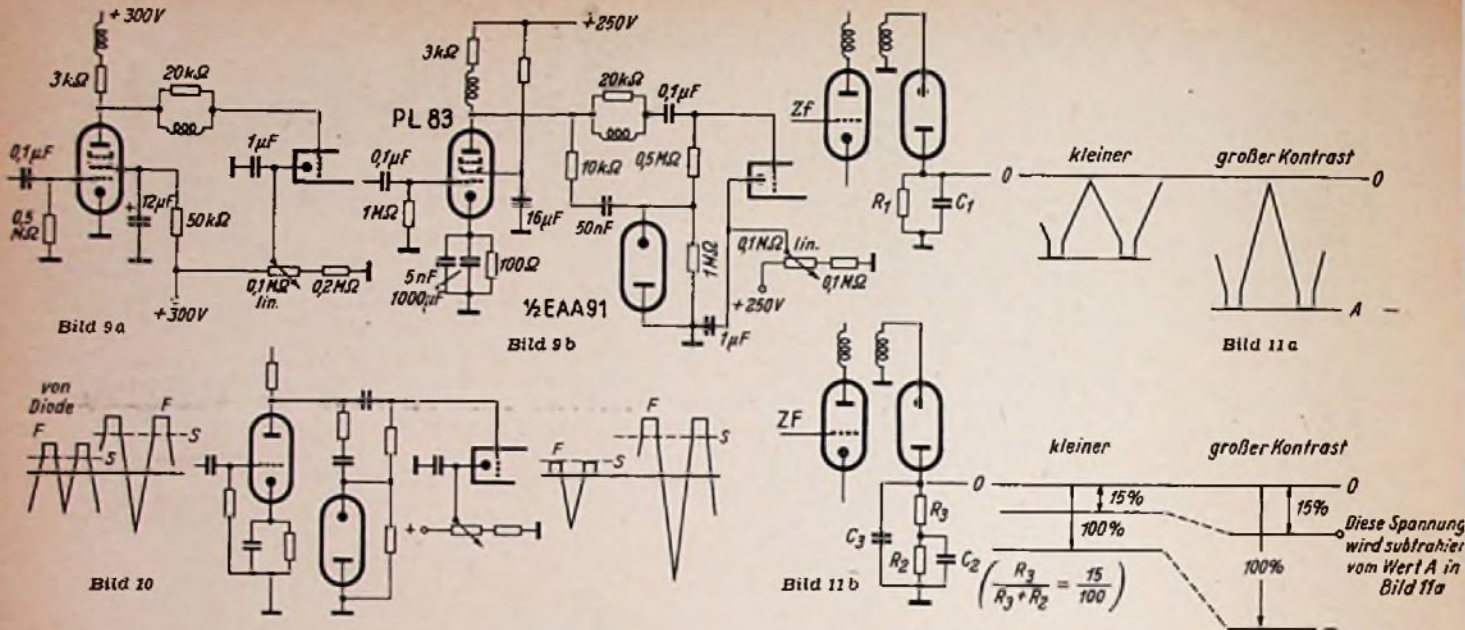 +300V
3kΩ
20kΩ
0,1µF
0,5
MΩ
12µF
50kΩ
1µF
0,1MΩ
lin.
0,2MΩ
+300V
Bild 9a
+250V
3kΩ
PL 83
20kΩ
0,1µF
0,1µF
1MΩ
10kΩ
0,5MΩ
16µF
50nF
5nF
1000µF
100Ω
½EAA91
1MΩ
0,1MΩ
lin.
0,1MΩ
+250V
1µF
Bild 9b
Zf
R1
C1
0
kleiner
großer Kontrast
0
A
–
Bild 11a
von
Diode
F
F
S
S
F
F
S
S
+
Bild 10
ZF
C3
R3
R2
C2
0
kleiner
großer Kontrast
0
15%
100%
15%
100%
Diese Spannung
wird subtrahier
vom Wert A in
Bild 11a
(R3/(R3+R2) = 15/100)
–
Bild 11b